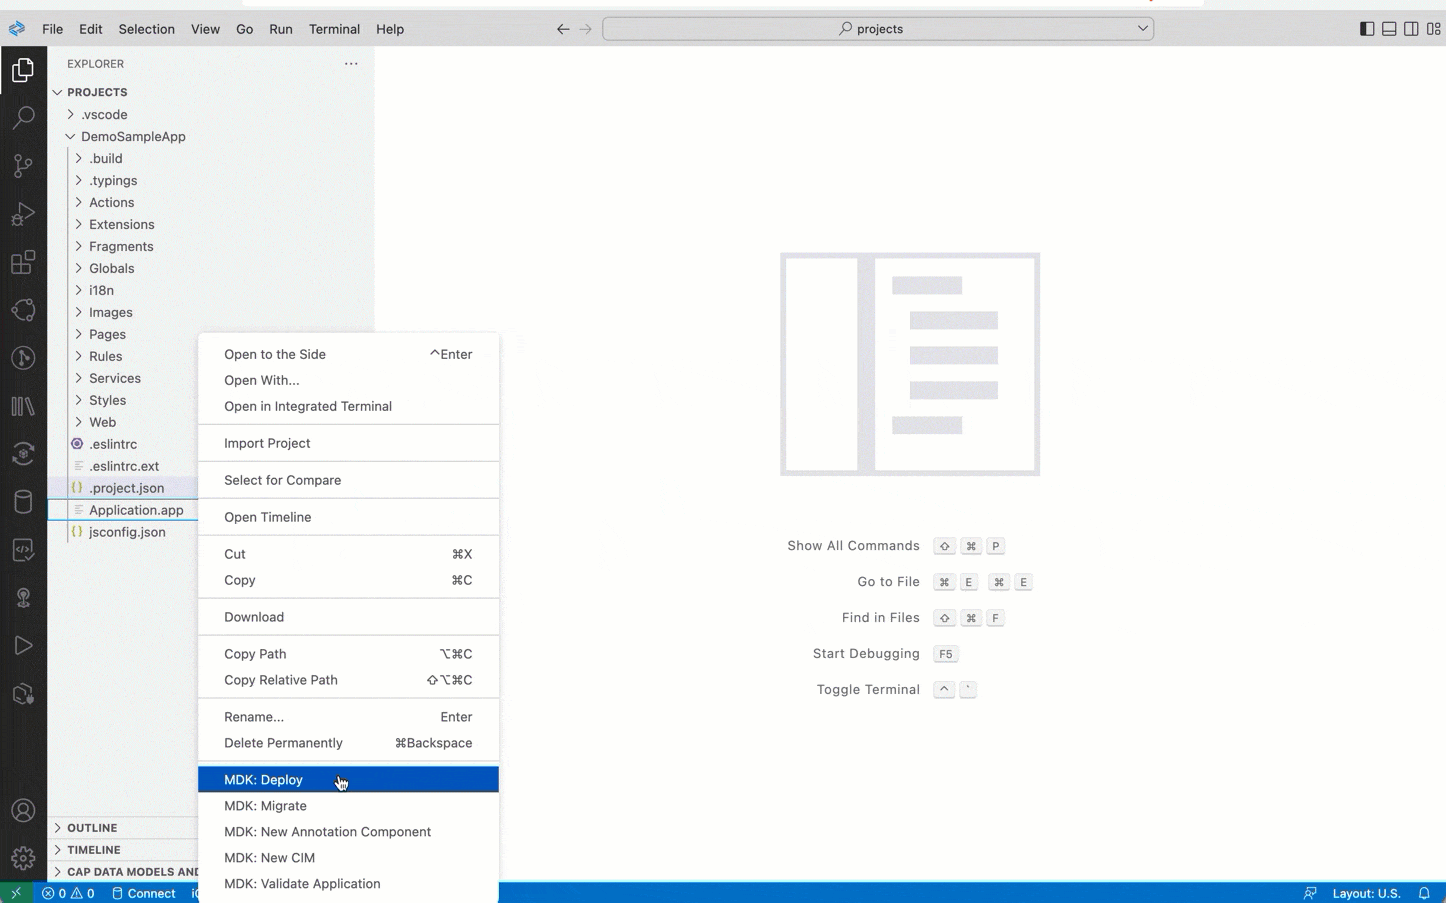 File Edit Selection View Go Run Terminal Help
projects
EXPLORER
PROJECTS
.vscode
DemoSampleApp
.build
.typings
Actions
Extensions
Fragments
Globals
i18n
Images
Pages
Rules
Services
Styles
Web
.eslintrc
.eslintrc.ext
.project.json
Application.app
jsconfig.json
OUTLINE
TIMELINE
CAP DATA MODELS AND
Open to the Side ^Enter
Open With...
Open in Integrated Terminal
Import Project
Select for Compare
Open Timeline
Cut ⌘X
Copy ⌘C
Download
Copy Path ⌥⌘C
Copy Relative Path ⇧⌥⌘C
Rename... Enter
Delete Permanently ⌘Backspace
MDK: Deploy
MDK: Migrate
MDK: New Annotation Component
MDK: New CIM
MDK: Validate Application
Show All Commands ⇧ ⌘ P
Go to File ⌘ E ⌘ E
Find in Files ⇧ ⌘ F
Start Debugging F5
Toggle Terminal ^ `
0 0 Connect
Layout: U.S.